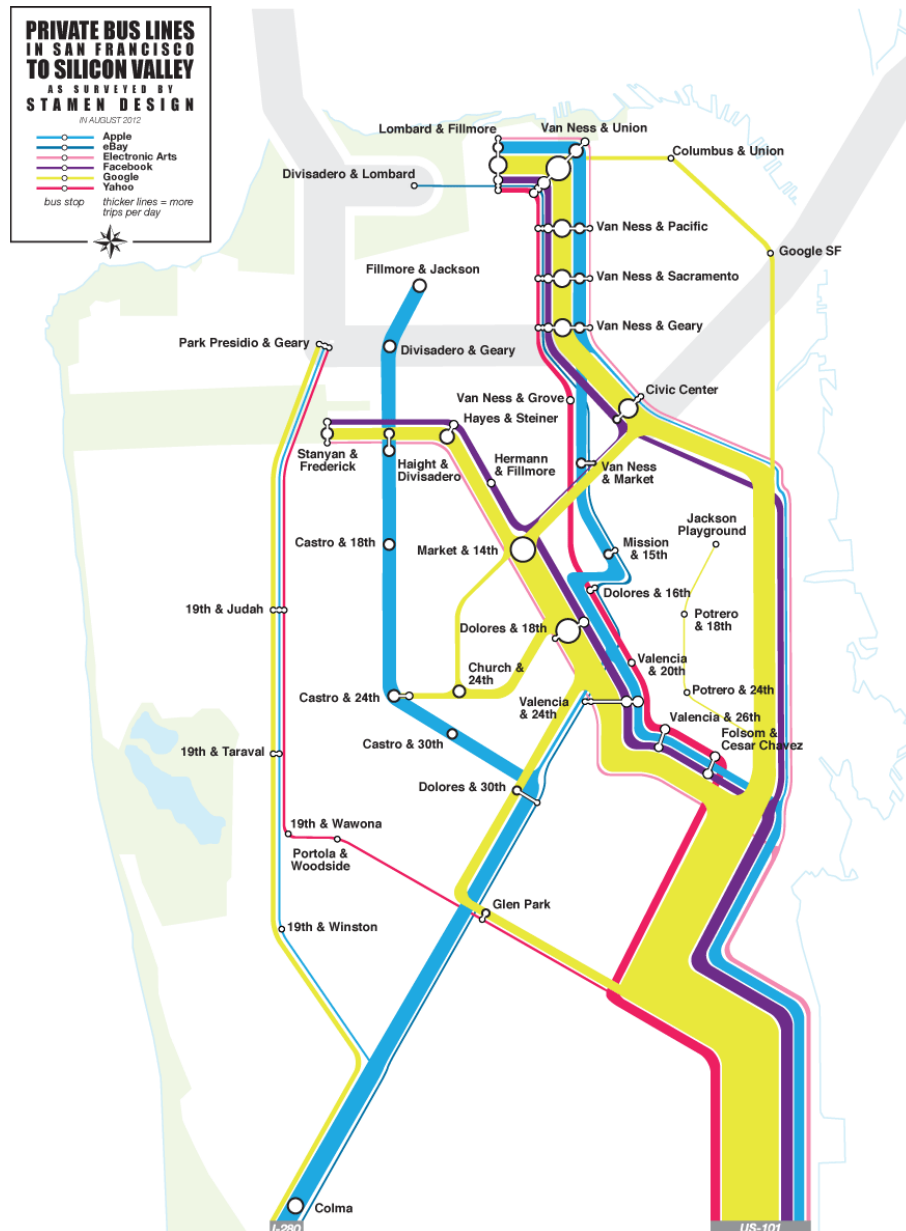 PRIVATE BUS LINES
IN SAN FRANCISCO
TO SILICON VALLEY
AS SURVEYED BY
STAMEN DESIGN
IN AUGUST 2012
Apple
eBay
Electronic Arts
Facebook
Google
Yahoo
bus stop
thicker lines = more
trips per day
Lombard & Fillmore
Van Ness & Union
Columbus & Union
Divisadero & Lombard
Van Ness & Pacific
Google SF
Fillmore & Jackson
Van Ness & Sacramento
Van Ness & Geary
Park Presidio & Geary
Divisadero & Geary
Civic Center
Van Ness & Grove
Hayes & Steiner
Stanyan &
Frederick
Haight &
Divisadero
Hermann
& Fillmore
Van Ness
& Market
Jackson
Playground
Castro & 18th
Market & 14th
Mission
& 15th
Dolores & 16th
19th & Judah
Potrero
& 18th
Dolores & 18th
Valencia
& 20th
Church &
24th
Castro & 24th
Potrero & 24th
Valencia
& 24th
Valencia & 26th
Folsom &
Cesar Chavez
Castro & 30th
19th & Taraval
Dolores & 30th
19th & Wawona
Portola &
Woodside
Glen Park
19th & Winston
Colma
I-280
US-101